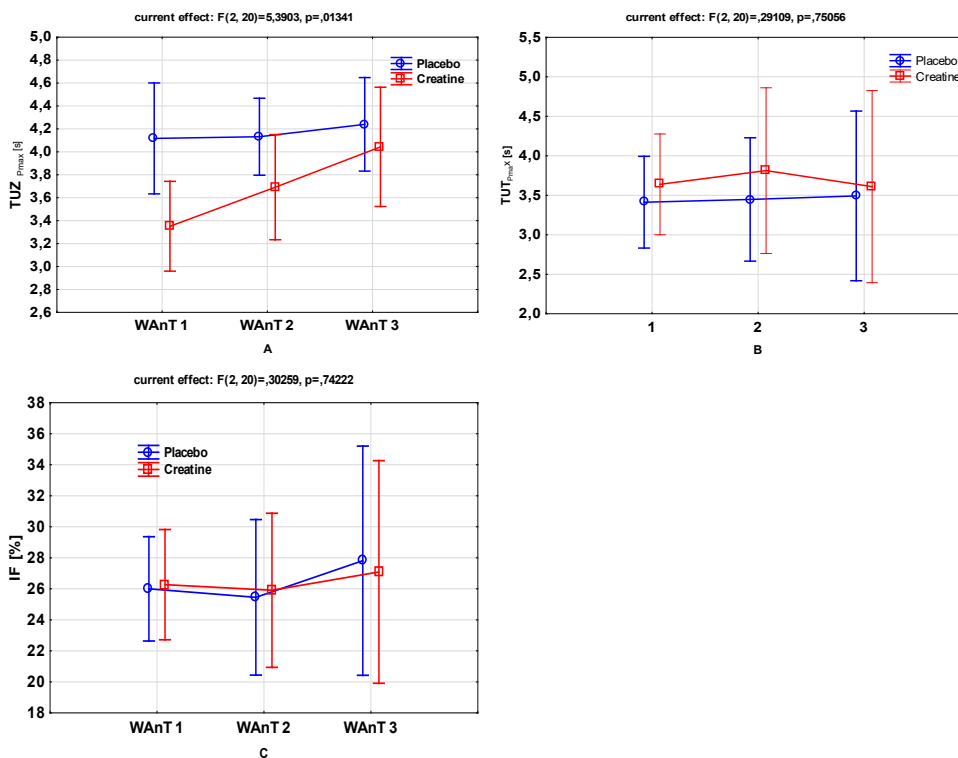 current effect: F(2, 20)=5,3903, p=,01341
5,0
4,8
4,6
4,4
4,2
4,0
3,8
3,6
3,4
3,2
3,0
2,8
2,6
TUZ Pmax [s]
Placebo
Creatine
WAnT 1 WAnT 2 WAnT 3
A
current effect: F(2, 20)=,29109, p=,75056
5,5
5,0
4,5
4,0
3,5
3,0
2,5
2,0
TUT PmaX [s]
Placebo
Creatine
1 2 3
B
current effect: F(2, 20)=,30259, p=,74222
38
36
34
32
30
28
26
24
22
20
18
IF [%]
Placebo
Creatine
WAnT 1 WAnT 2 WAnT 3
C